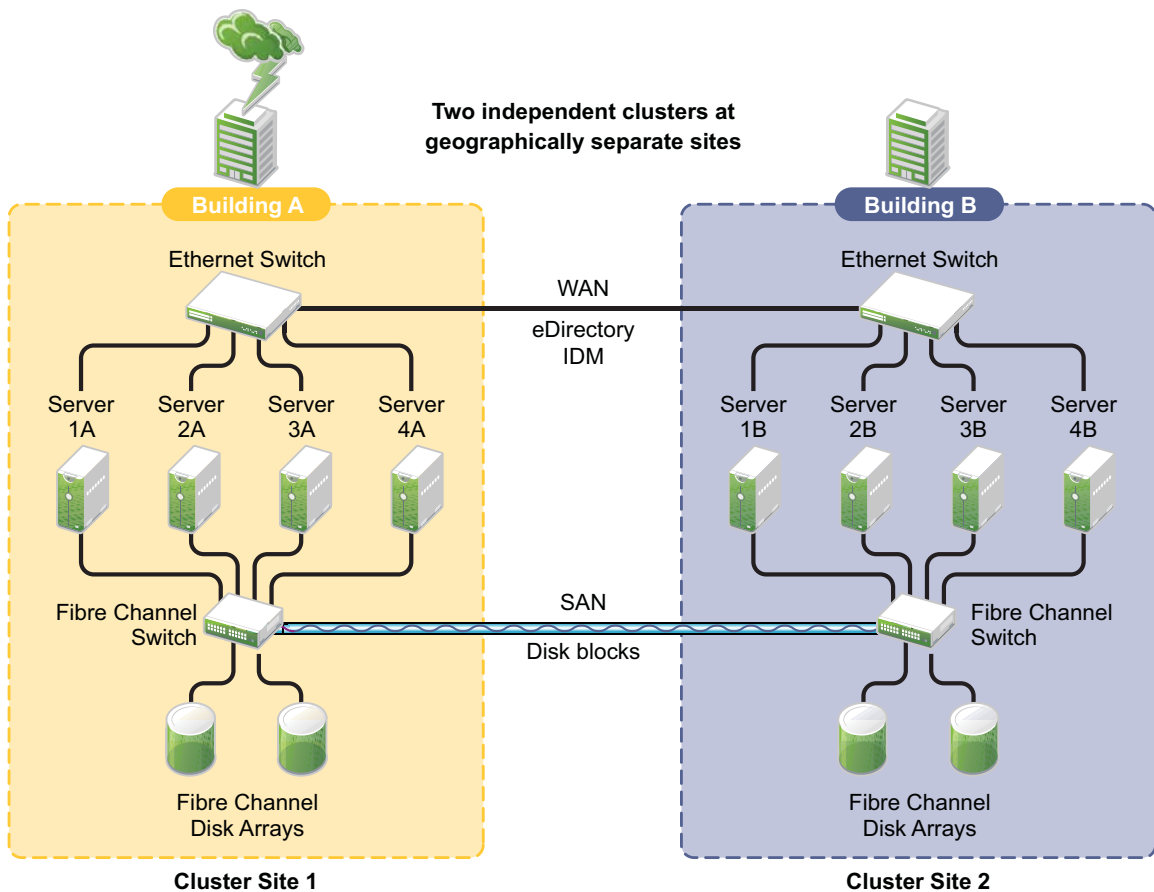 Two independent clusters at
geographically separate sites
Building A
Building B
Ethernet Switch
Ethernet Switch
WAN
eDirectory
IDM
Server
1A
Server
2A
Server
3A
Server
4A
Server
1B
Server
2B
Server
3B
Server
4B
Fibre Channel
Switch
SAN
Disk blocks
Fibre Channel
Switch
Fibre Channel
Disk Arrays
Fibre Channel
Disk Arrays
Cluster Site 1
Cluster Site 2